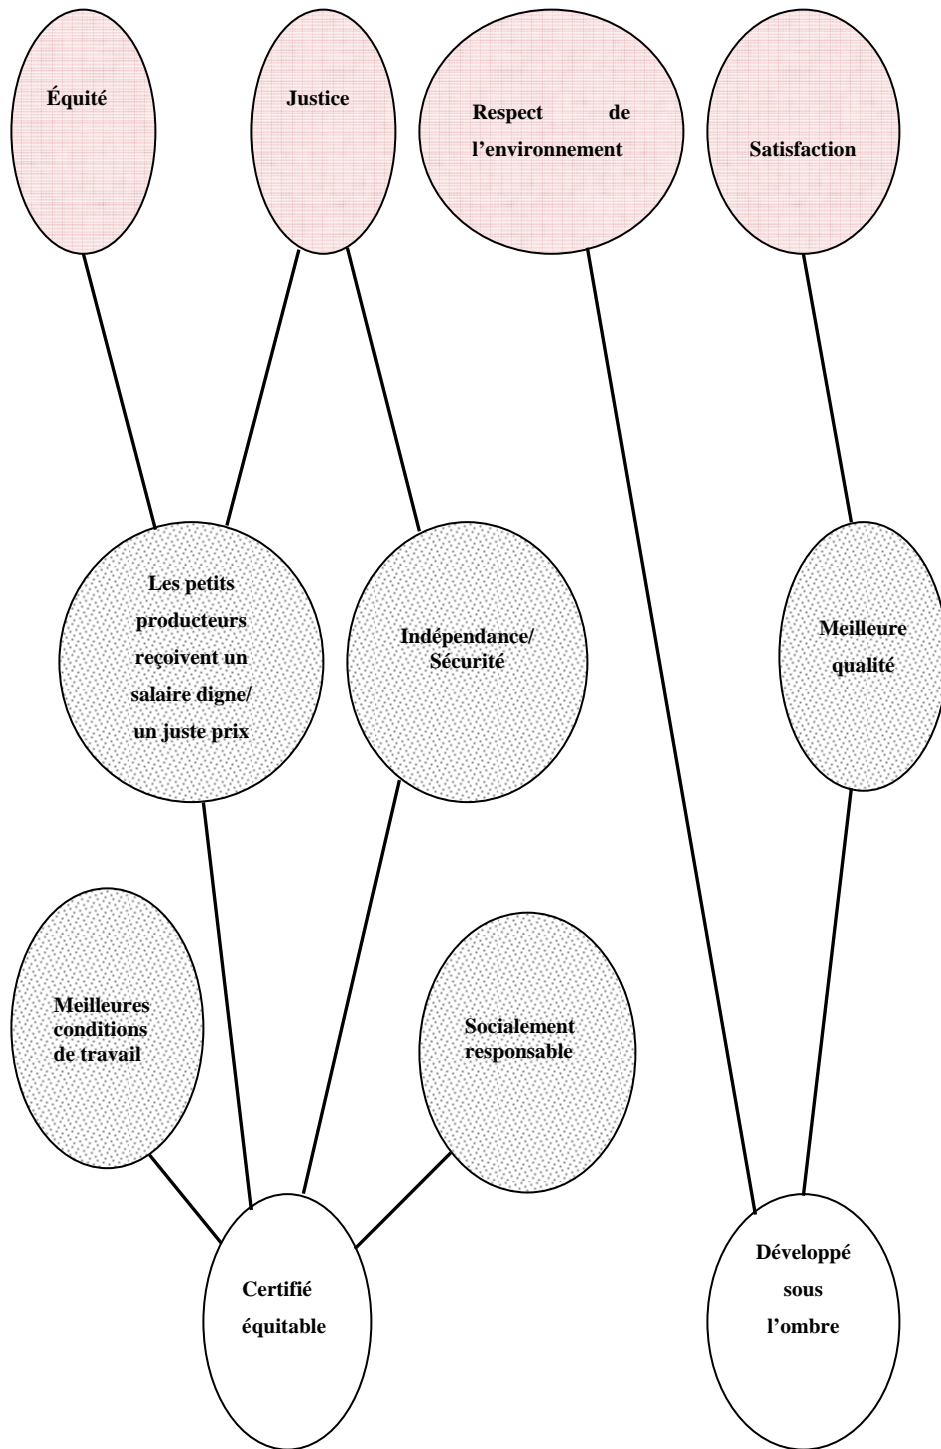 Équité
Justice
Respect de
l’environnement
Satisfaction
Les petits
producteurs
reçoivent un
salaire digne/
un juste prix
Indépendance/
Sécurité
Meilleure
qualité
Meilleures
conditions
de travail
Socialement
responsable
Certifié
équitable
Développé
sous
l’ombre